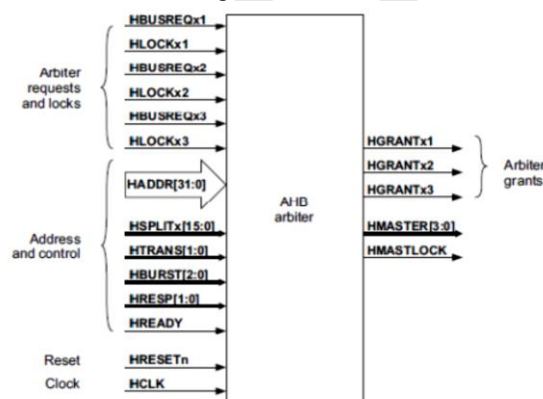 HBUSREQx1
HLOCKx1
HBUSREQx2
HLOCKx2
HBUSREQx3
HLOCKx3
Arbiter
requests
and locks
HADDR[31:0]
HSPLITx[15:0]
HTRANS[1:0]
HBURST[2:0]
HRESP[1:0]
HREADY
Address
and control
Reset
HRESETn
Clock
HCLK
AHB
arbiter
HGRANTx1
HGRANTx2
HGRANTx3
Arbiter
grants
HMASTER[3:0]
HMASTLOCK